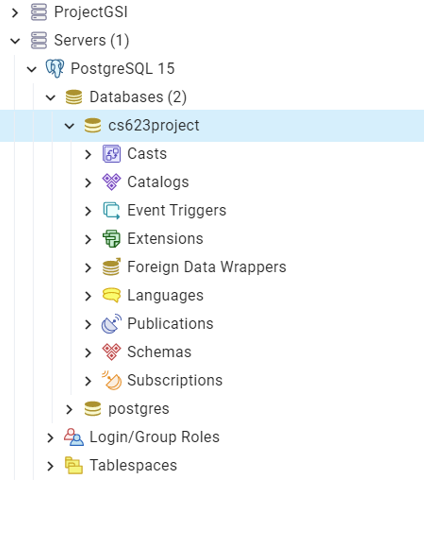 ProjectGSI
Servers (1)
PostgreSQL 15
Databases (2)
cs623project
Casts
Catalogs
Event Triggers
Extensions
Foreign Data Wrappers
Languages
Publications
Schemas
Subscriptions
postgres
Login/Group Roles
Tablespaces